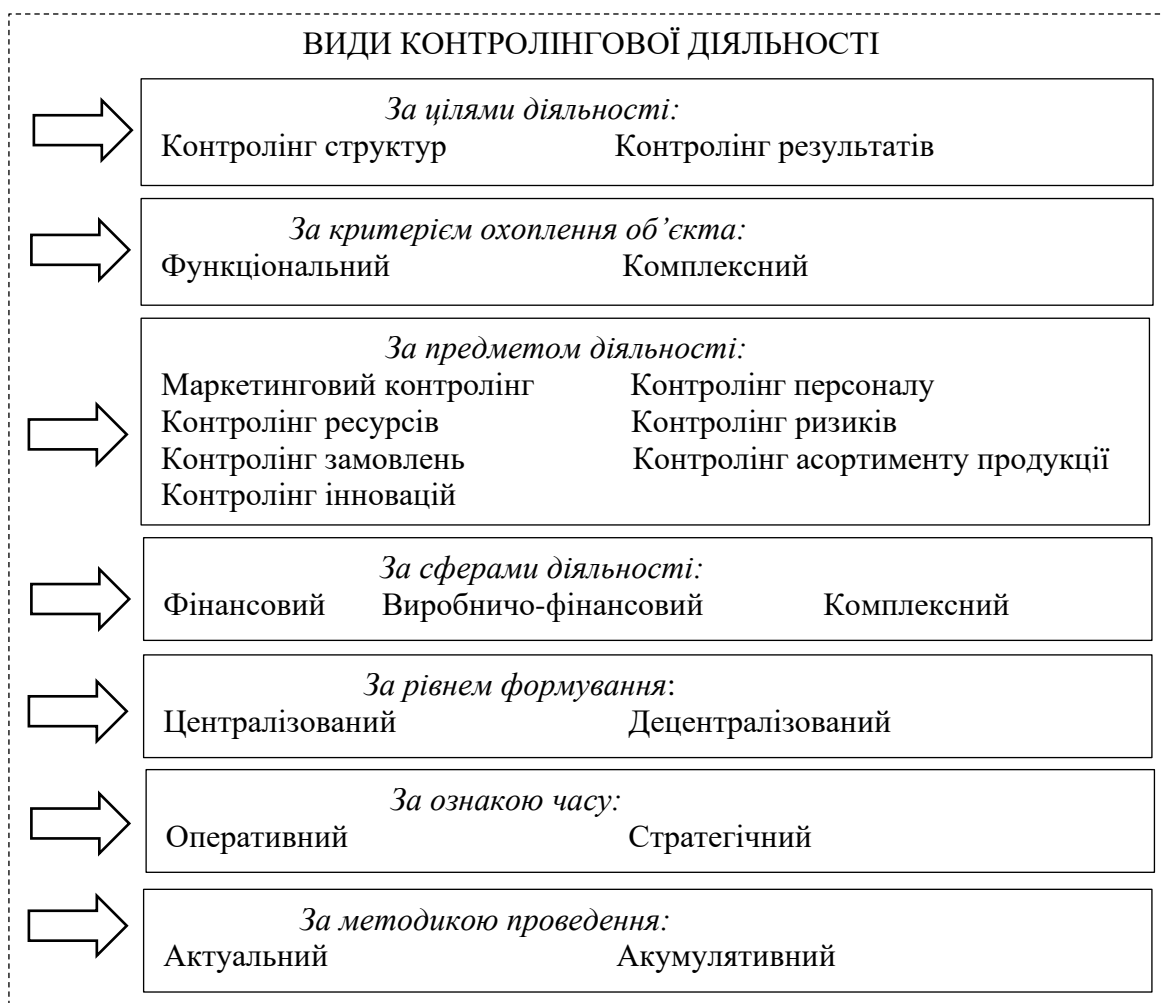 ВИДИ КОНТРОЛІНГОВОЇ ДІЯЛЬНОСТІ
За цілями діяльності:
Контролінг структур Контролінг результатів
За критерієм охоплення об’єкта:
Функціональний Комплексний
За предметом діяльності:
Маркетинговий контролінг Контролінг персоналу
Контролінг ресурсів Контролінг ризиків
Контролінг замовлень Контролінг асортименту продукції
Контролінг інновацій
За сферами діяльності:
Фінансовий Виробничо-фінансовий Комплексний
За рівнем формування:
Централізований Децентралізований
За ознакою часу:
Оперативний Стратегічний
За методикою проведення:
Актуальний Акумулятивний